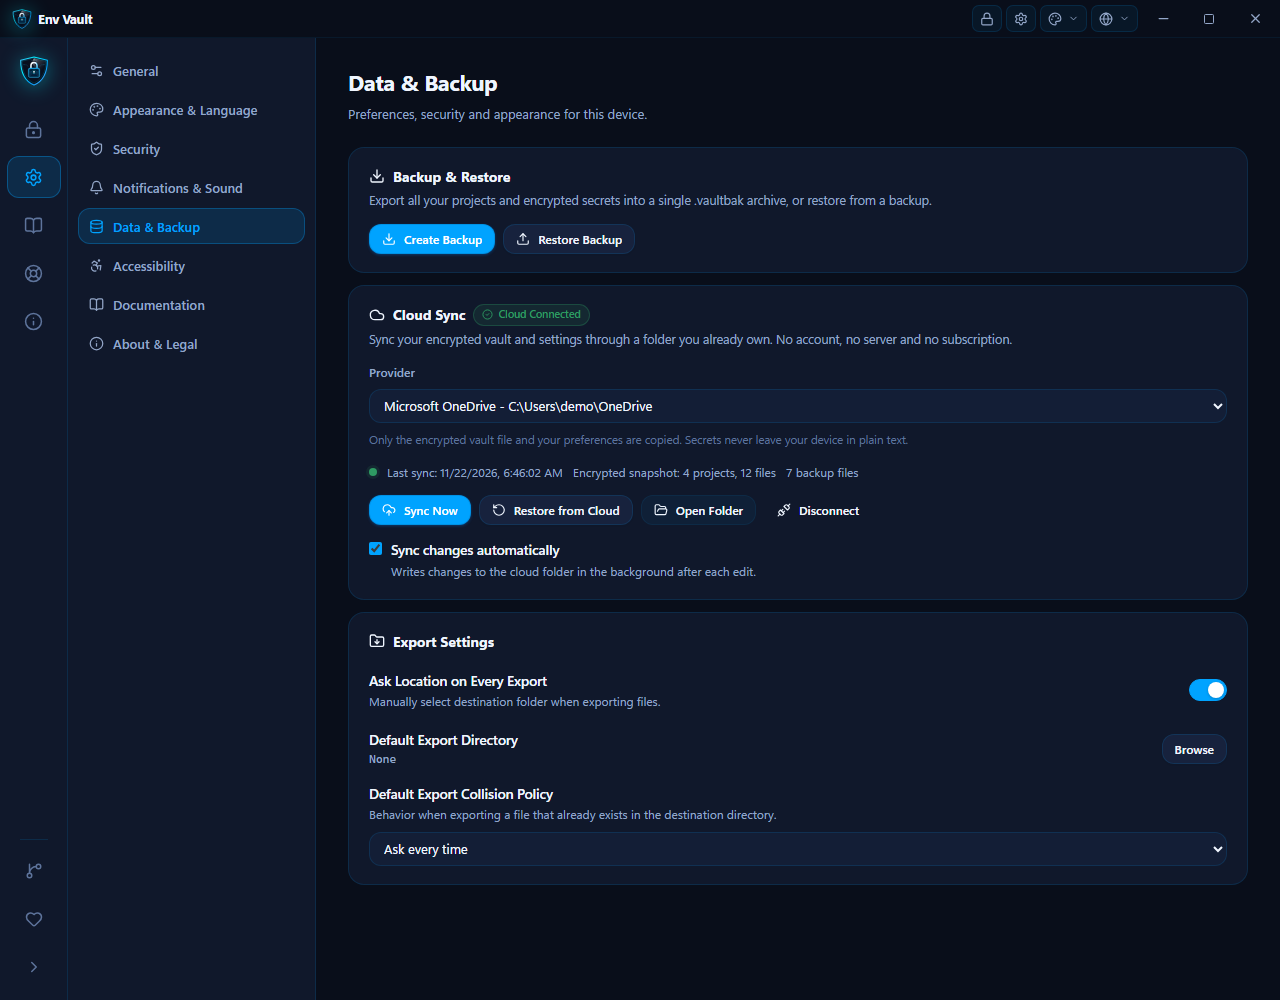 Env Vault
General
Appearance & Language
Security
Notifications & Sound
Data & Backup
Accessibility
Documentation
About & Legal
Data & Backup
Preferences, security and appearance for this device.
Backup & Restore
Export all your projects and encrypted secrets into a single .vaultbak archive, or restore from a backup.
Create Backup
Restore Backup
Cloud Sync
Cloud Connected
Sync your encrypted vault and settings through a folder you already own. No account, no server and no subscription.
Provider
Microsoft OneDrive - C:\Users\demo\OneDrive
Only the encrypted vault file and your preferences are copied. Secrets never leave your device in plain text.
Last sync: 11/22/2026, 6:46:02 AM Encrypted snapshot: 4 projects, 12 files 7 backup files
Sync Now
Restore from Cloud
Open Folder
Disconnect
Sync changes automatically
Writes changes to the cloud folder in the background after each edit.
Export Settings
Ask Location on Every Export
Manually select destination folder when exporting files.
Default Export Directory
None
Browse
Default Export Collision Policy
Behavior when exporting a file that already exists in the destination directory.
Ask every time